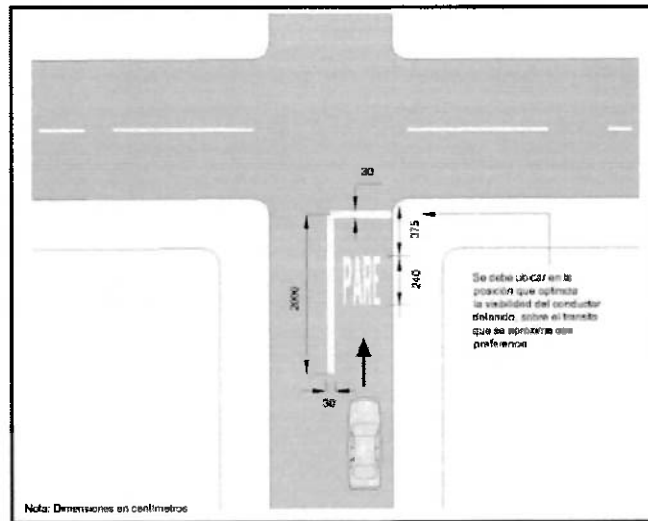 30
375
PARE
240
2000
Se debe ubicar en la
posición que optimice
la visibilidad del conductor
detenido, sobre el transito
que se aproxima con
preferencia
30
Nota: Dimensiones en centímetros